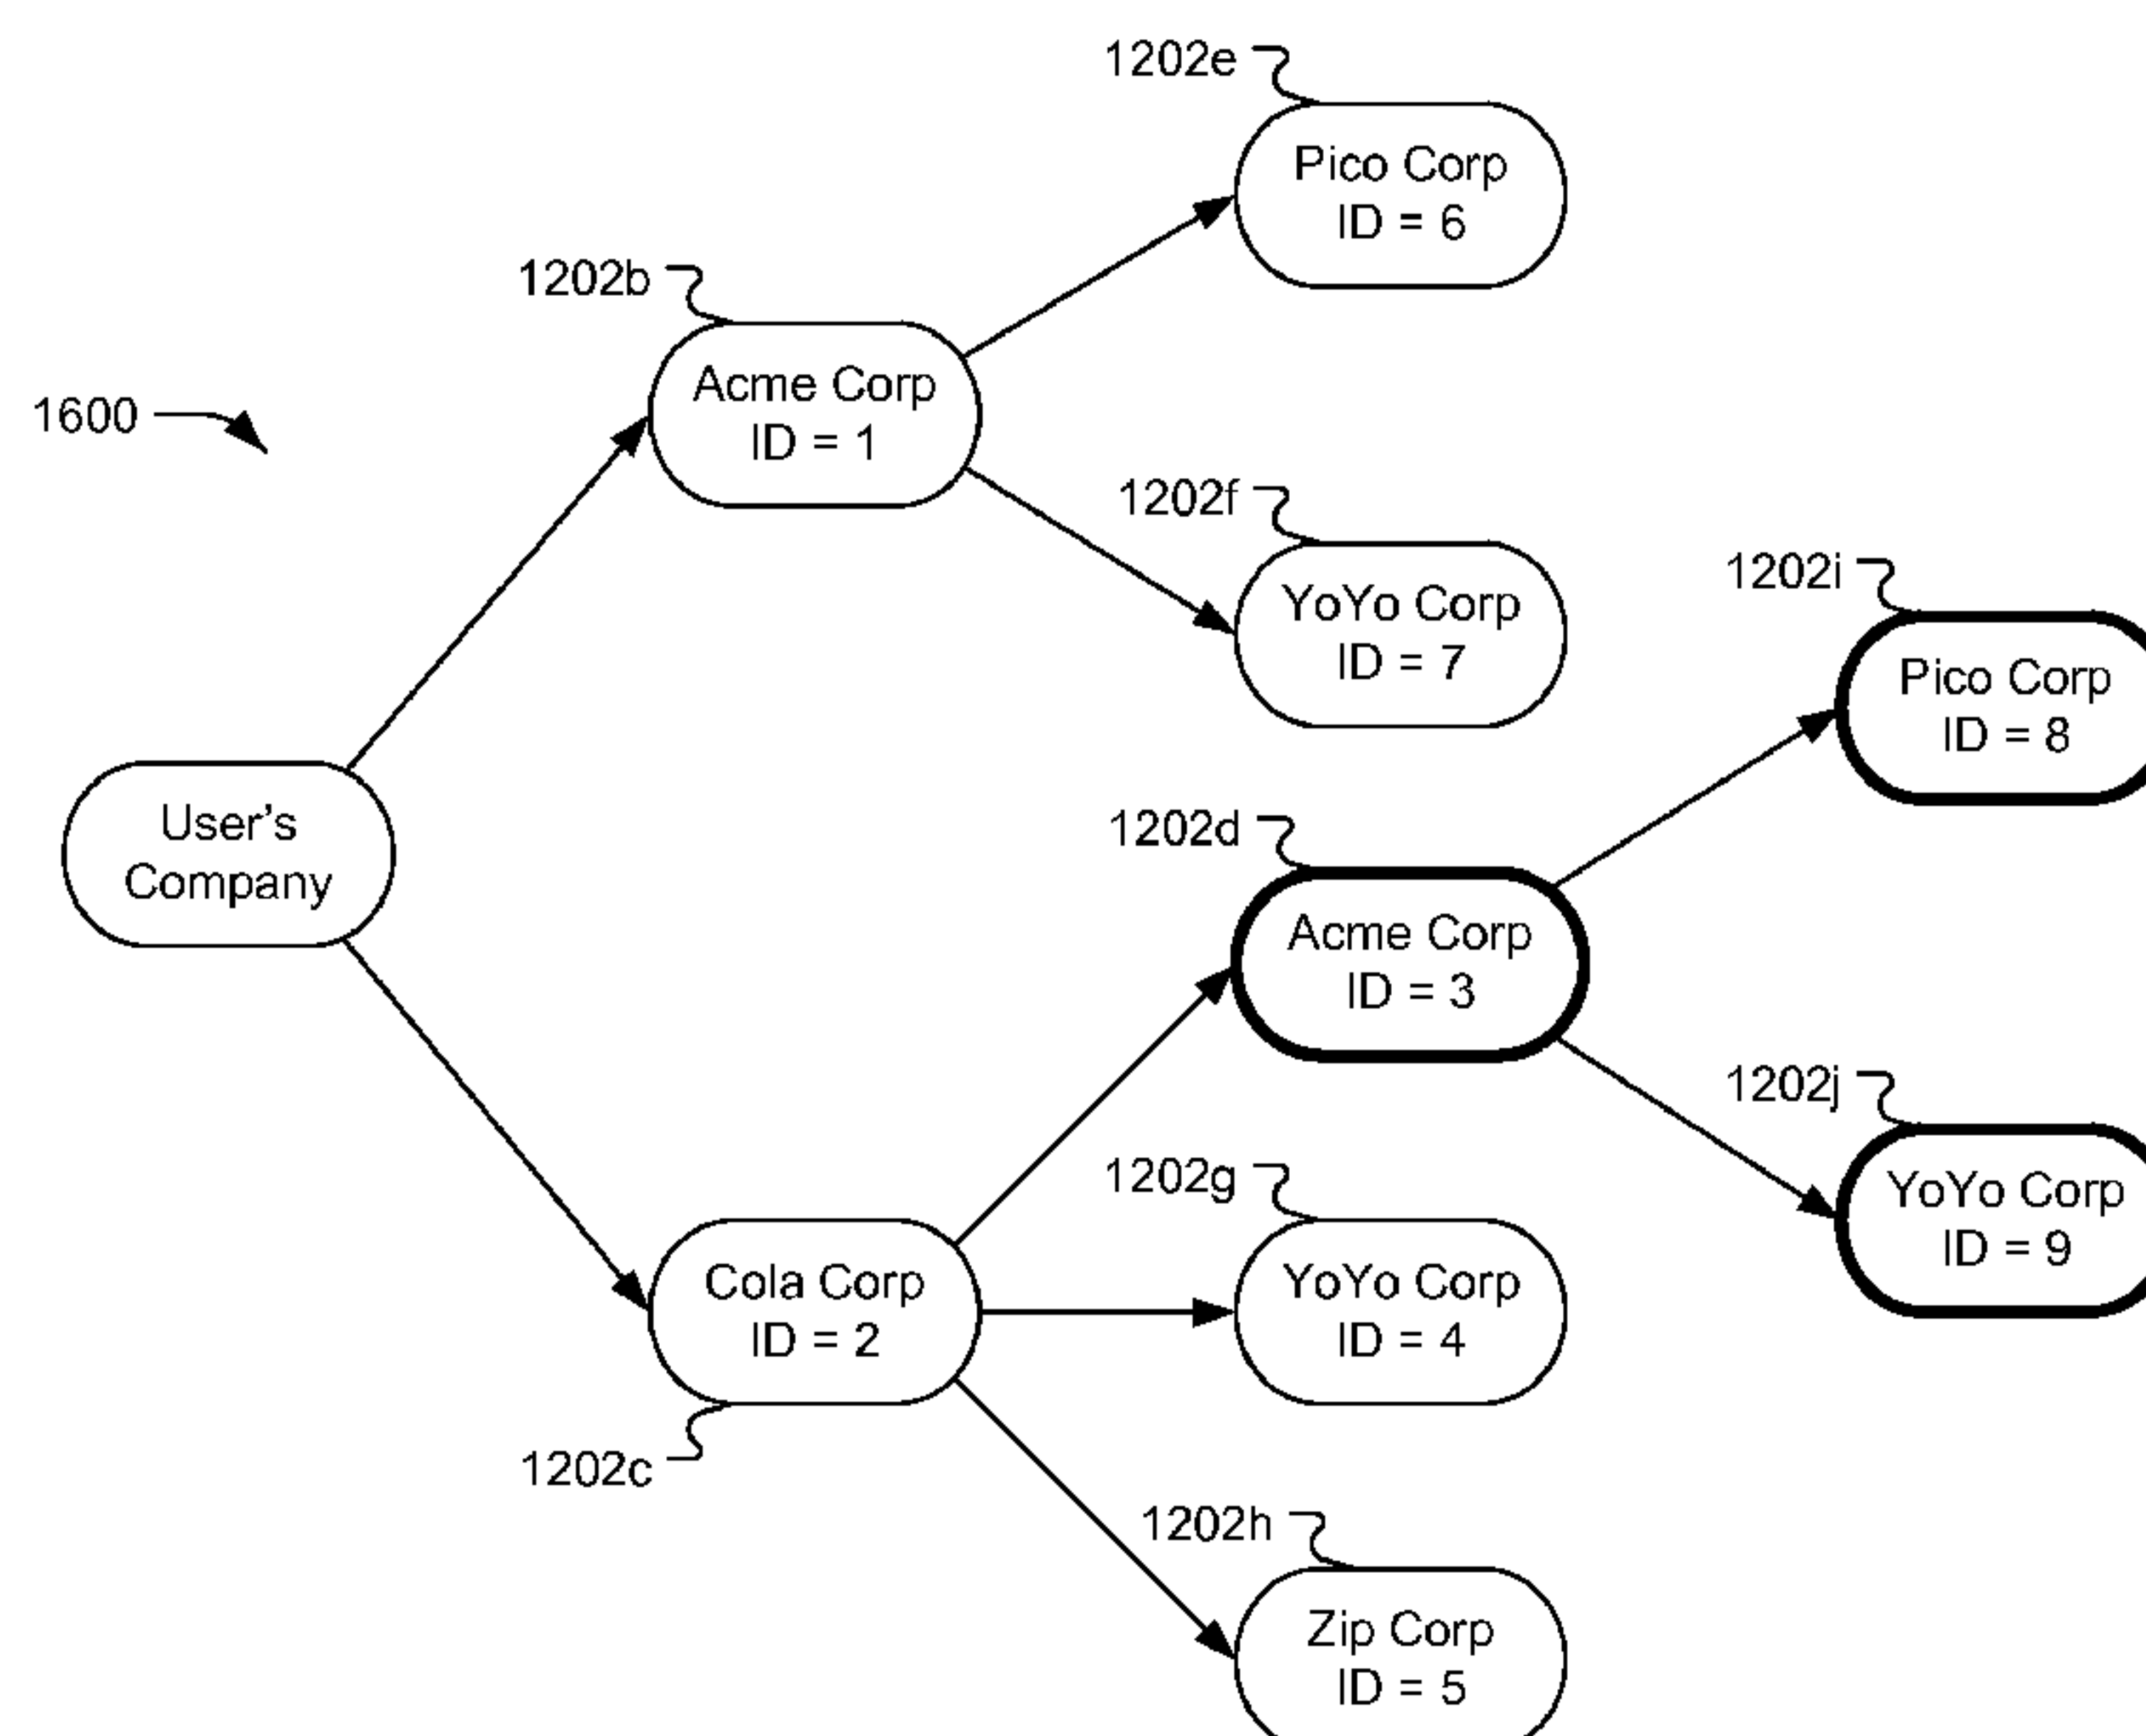 1202e
Pico Corp
ID = 6
1202b
Acme Corp
ID = 1
1600
1202f
YoYo Corp
ID = 7
1202i
Pico Corp
ID = 8
User's
Company
1202d
Acme Corp
ID = 3
1202j
YoYo Corp
ID = 9
1202g
Cola Corp
ID = 2
YoYo Corp
ID = 4
1202c
1202h
Zip Corp
ID = 5